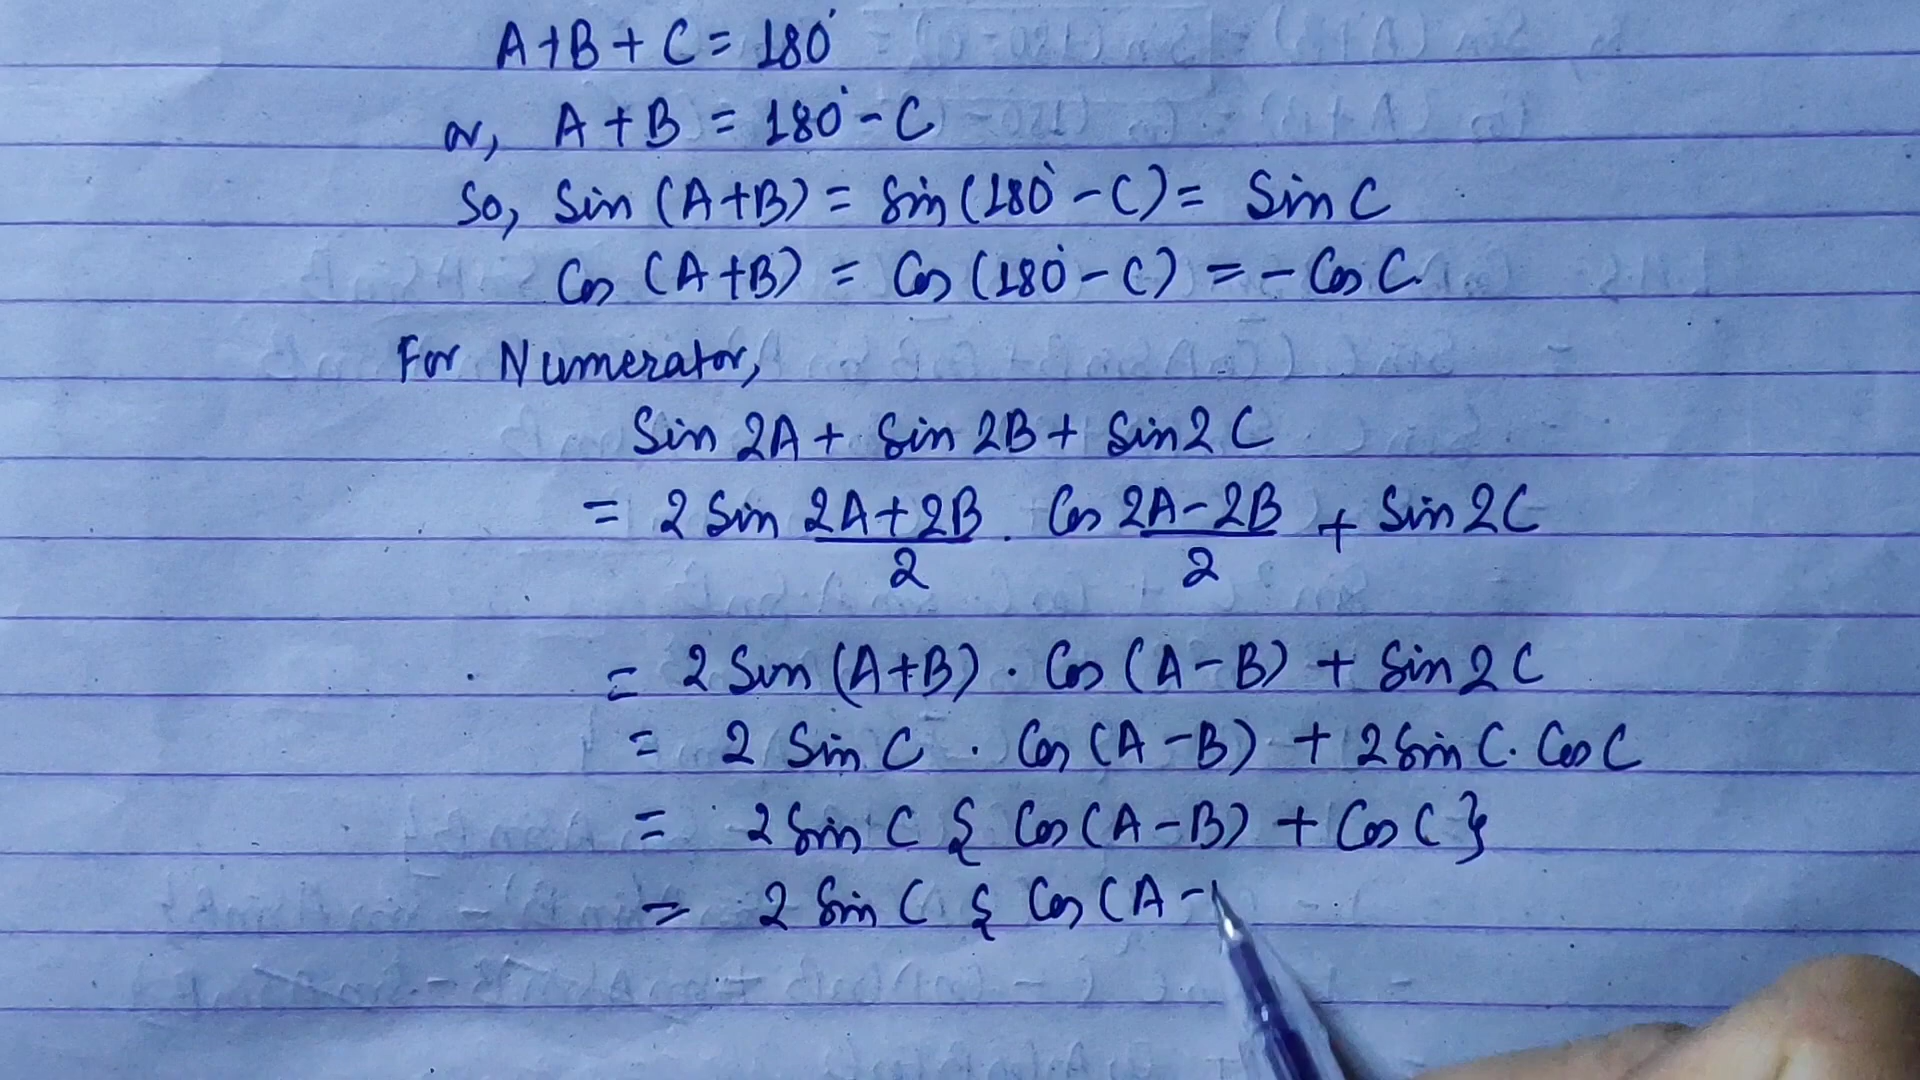 A+B+C=180°
or, A+B = 180°-C
So, Sin (A+B) = Sin (180°-C) = Sin C
Cos (A+B) = Cos (180°-C) = - Cos C
For Numerator,
Sin 2A + Sin 2B + Sin 2C
= 2 Sin (2A+2B)/2 . Cos (2A-2B)/2 + Sin 2C
= 2 Sin (A+B) . Cos (A-B) + Sin 2C
= 2 Sin C . Cos (A-B) + 2 Sin C. Cos C
= 2 Sin C { Cos (A-B) + Cos C }
= 2 Sin C { Cos (A -